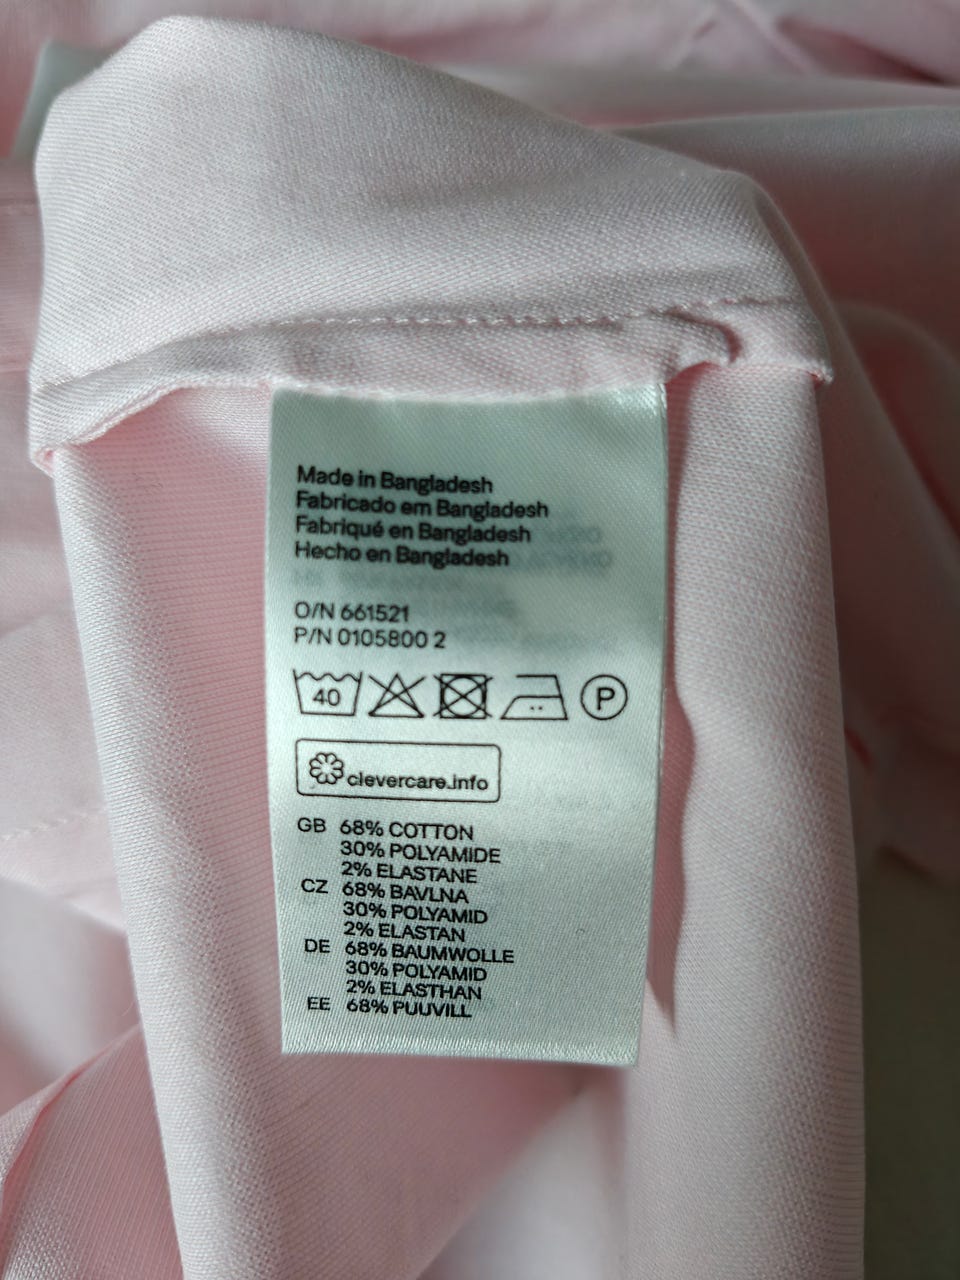 Made in Bangladesh
Fabricado em Bangladesh
Fabriqué en Bangladesh
Hecho en Bangladesh
O/N 661521
P/N 0105800 2
40 P
clevercare.info
GB 68% COTTON
30% POLYAMIDE
2% ELASTANE
CZ 68% BAVLNA
30% POLYAMID
2% ELASTAN
DE 68% BAUMWOLLE
30% POLYAMID
2% ELASTHAN
EE 68% PUUVILL